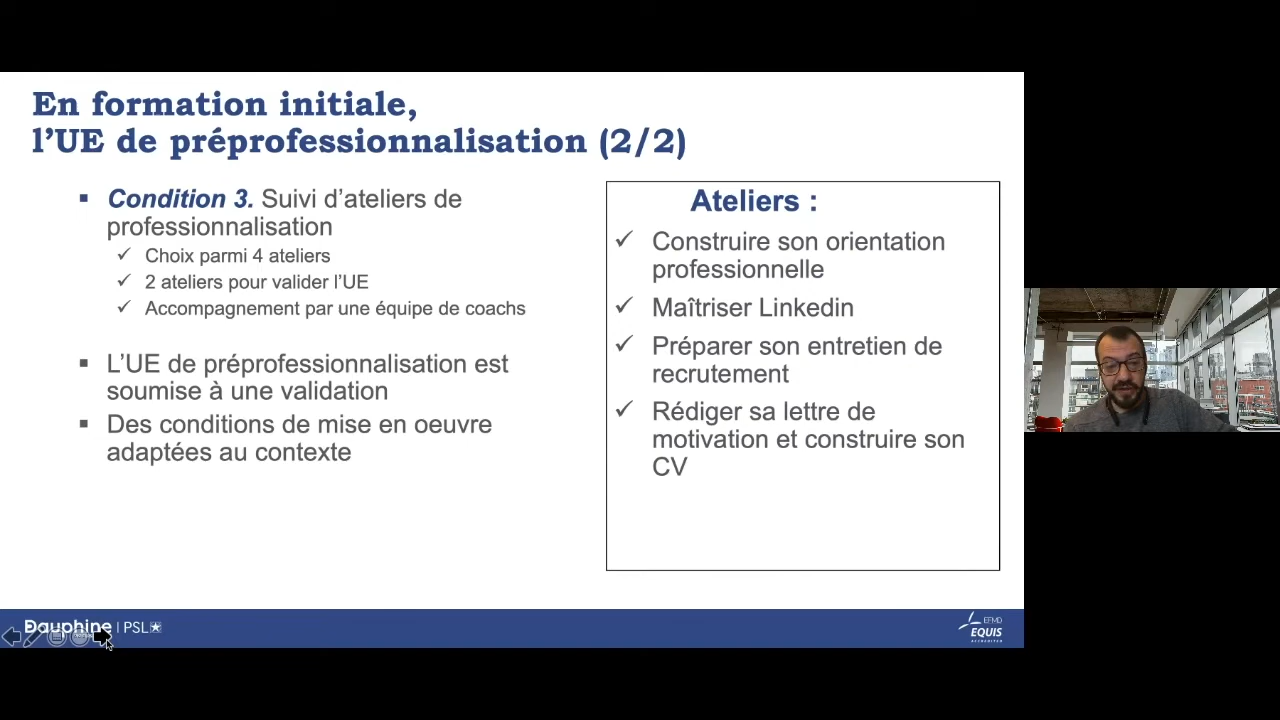 En formation initiale,
l’UE de préprofessionnalisation (2/2)
Condition 3. Suivi d’ateliers de
professionnalisation
Choix parmi 4 ateliers
2 ateliers pour valider l’UE
Accompagnement par une équipe de coachs
L’UE de préprofessionnalisation est
soumise à une validation
Des conditions de mise en oeuvre
adaptées au contexte
Ateliers :
Construire son orientation
professionnelle
Maîtriser Linkedin
Préparer son entretien de
recrutement
Rédiger sa lettre de
motivation et construire son
CV
Dauphine | PSL
EFMD
EQUIS
ACCREDITED